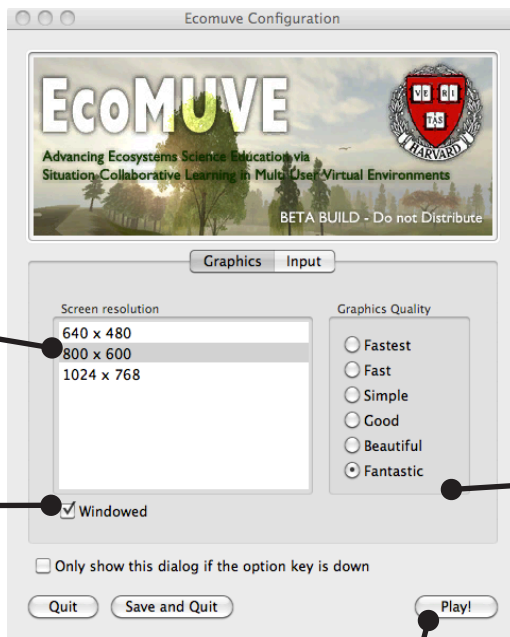 Ecomuve Configuration
EcoMUVE
VE RI
TAS
HARVARD
Advancing Ecosystems Science Education via
Situation Collaborative Learning in Multi User Virtual Environments
BETA BUILD - Do not Distribute
Graphics Input
Screen resolution
640 x 480
800 x 600
1024 x 768
Windowed
Graphics Quality
Fastest
Fast
Simple
Good
Beautiful
Fantastic
Only show this dialog if the option key is down
Quit Save and Quit Play!